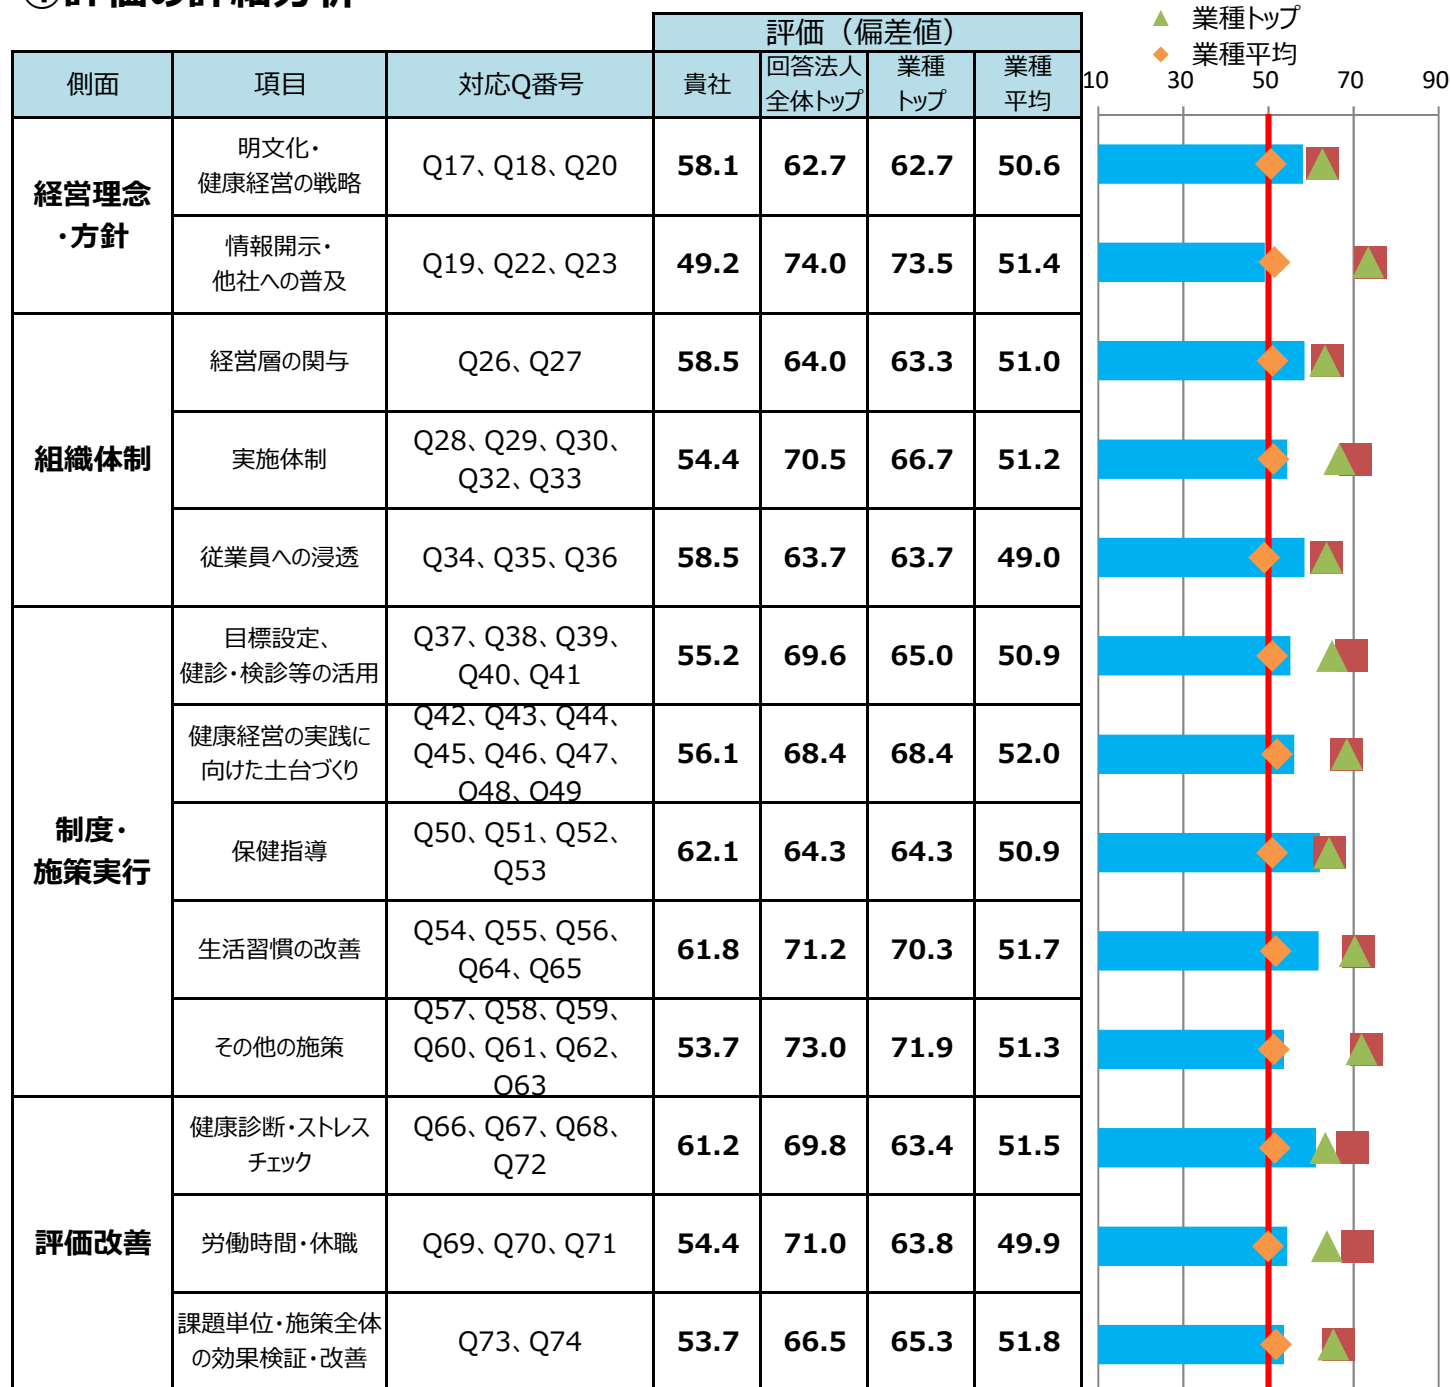 ①評価の詳細分析
▲ 業種トップ
◆ 業種平均
評価（偏差値）
側面 項目 対応Q番号 貴社 回答法人全体トップ 業種トップ 業種平均
10 30 50 70 90
経営理念・方針
明文化・健康経営の戦略 Q17、Q18、Q20 58.1 62.7 62.7 50.6
情報開示・他社への普及 Q19、Q22、Q23 49.2 74.0 73.5 51.4
組織体制
経営層の関与 Q26、Q27 58.5 64.0 63.3 51.0
実施体制 Q28、Q29、Q30、Q32、Q33 54.4 70.5 66.7 51.2
従業員への浸透 Q34、Q35、Q36 58.5 63.7 63.7 49.0
制度・施策実行
目標設定、健診・検診等の活用 Q37、Q38、Q39、Q40、Q41 55.2 69.6 65.0 50.9
健康経営の実践に向けた土台づくり Q42、Q43、Q44、Q45、Q46、Q47、Q48、Q49 56.1 68.4 68.4 52.0
保健指導 Q50、Q51、Q52、Q53 62.1 64.3 64.3 50.9
生活習慣の改善 Q54、Q55、Q56、Q64、Q65 61.8 71.2 70.3 51.7
その他の施策 Q57、Q58、Q59、Q60、Q61、Q62、Q63 53.7 73.0 71.9 51.3
評価改善
健康診断・ストレスチェック Q66、Q67、Q68、Q72 61.2 69.8 63.4 51.5
労働時間・休職 Q69、Q70、Q71 54.4 71.0 63.8 49.9
課題単位・施策全体の効果検証・改善 Q73、Q74 53.7 66.5 65.3 51.8